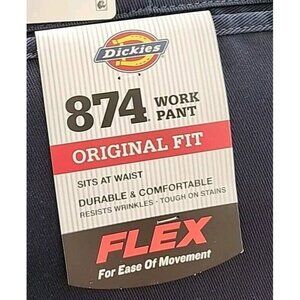 Dickies
874 WORK
PANT
ORIGINAL FIT
SITS AT WAIST
DURABLE & COMFORTABLE
RESISTS WRINKLES - TOUGH ON STAINS
FLEX
For Ease Of Movement